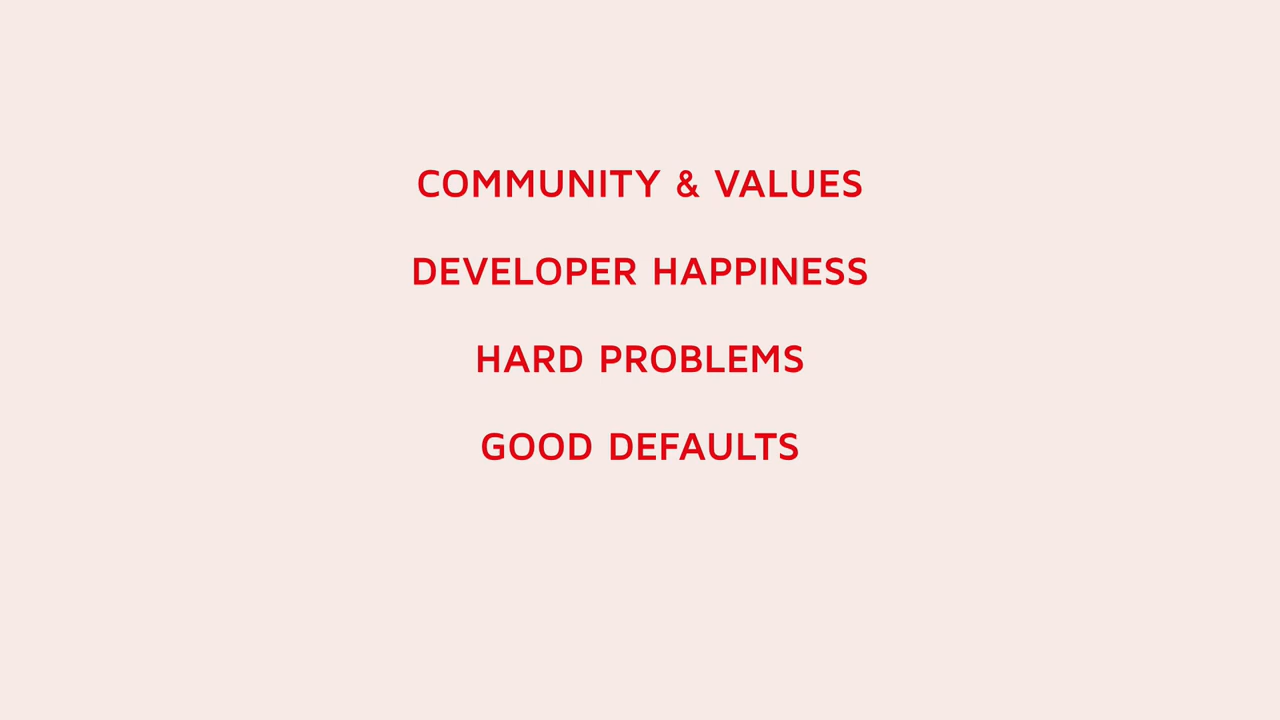 COMMUNITY & VALUES
DEVELOPER HAPPINESS
HARD PROBLEMS
GOOD DEFAULTS